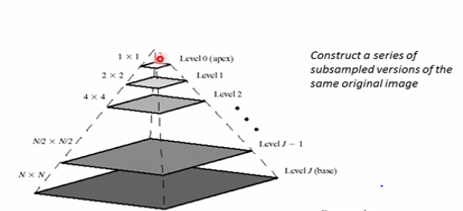 1 × 1
Level 0 (apex)
2 × 2
Level 1
4 × 4
Level 2
N/2 × N/2
Level J − 1
N × N
Level J (base)
Construct a series of
subsampled versions of the
same original image